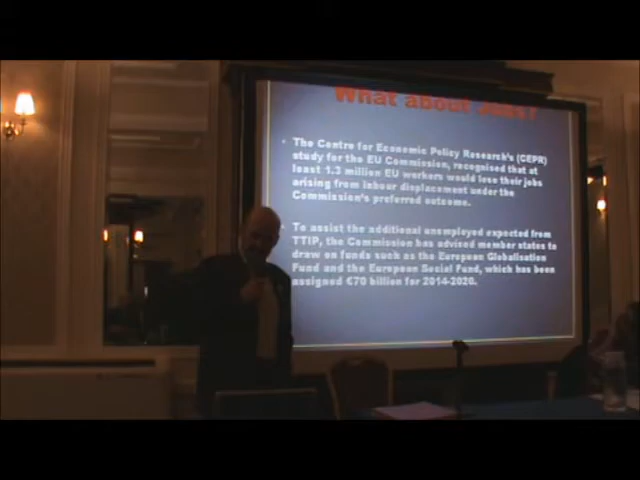 What about Jobs?
• The Centre for Economic Policy Research's (CEPR)
study for the EU Commission, recognised that at
least 1.3 million EU workers would lose their jobs
arising from labour displacement under the
Commission's preferred outcome.
• To assist the additional unemployed expected from
TTIP, the Commission has advised member states to
draw on funds such as the European Globalisation
Fund and the European Social Fund, which has been
assigned €70 billion for 2014-2020.